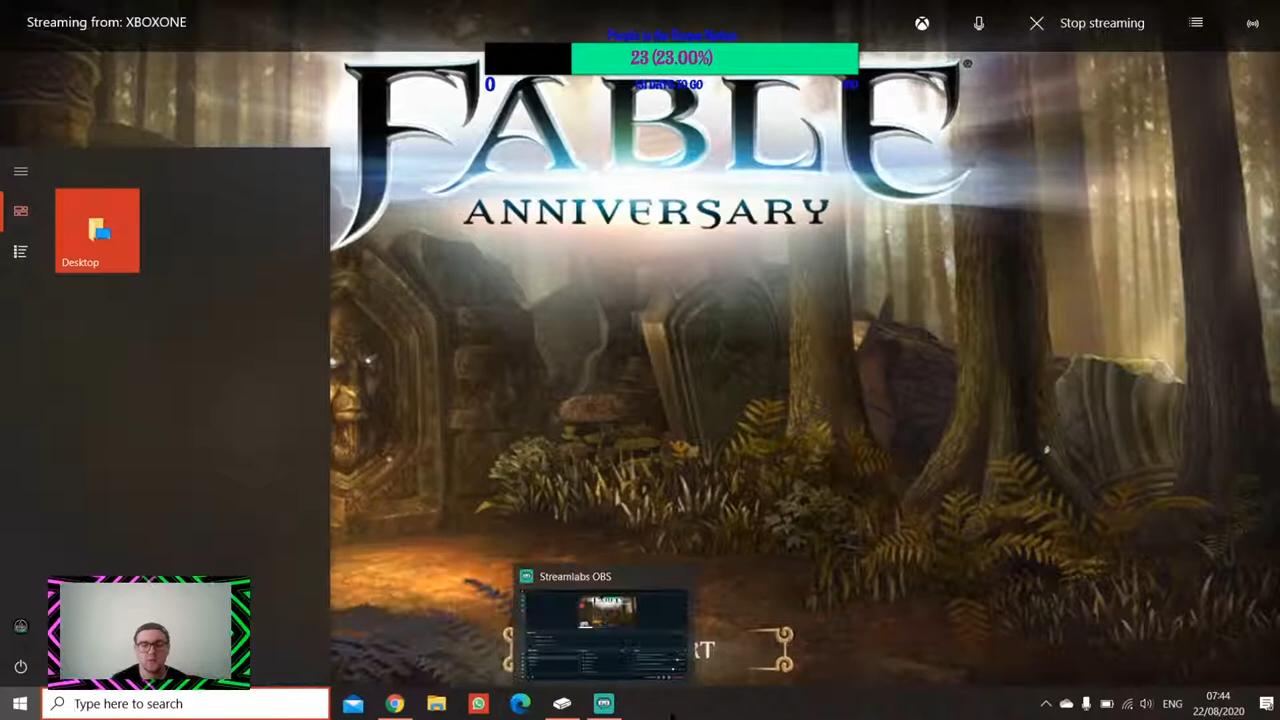 Streaming from: XBOXONE
Stop streaming
23 (23.00%)
0
FABLE®
ANNIVERSARY
Desktop
Streamlabs OBS
Type here to search
ENG
07:44
22/08/2020